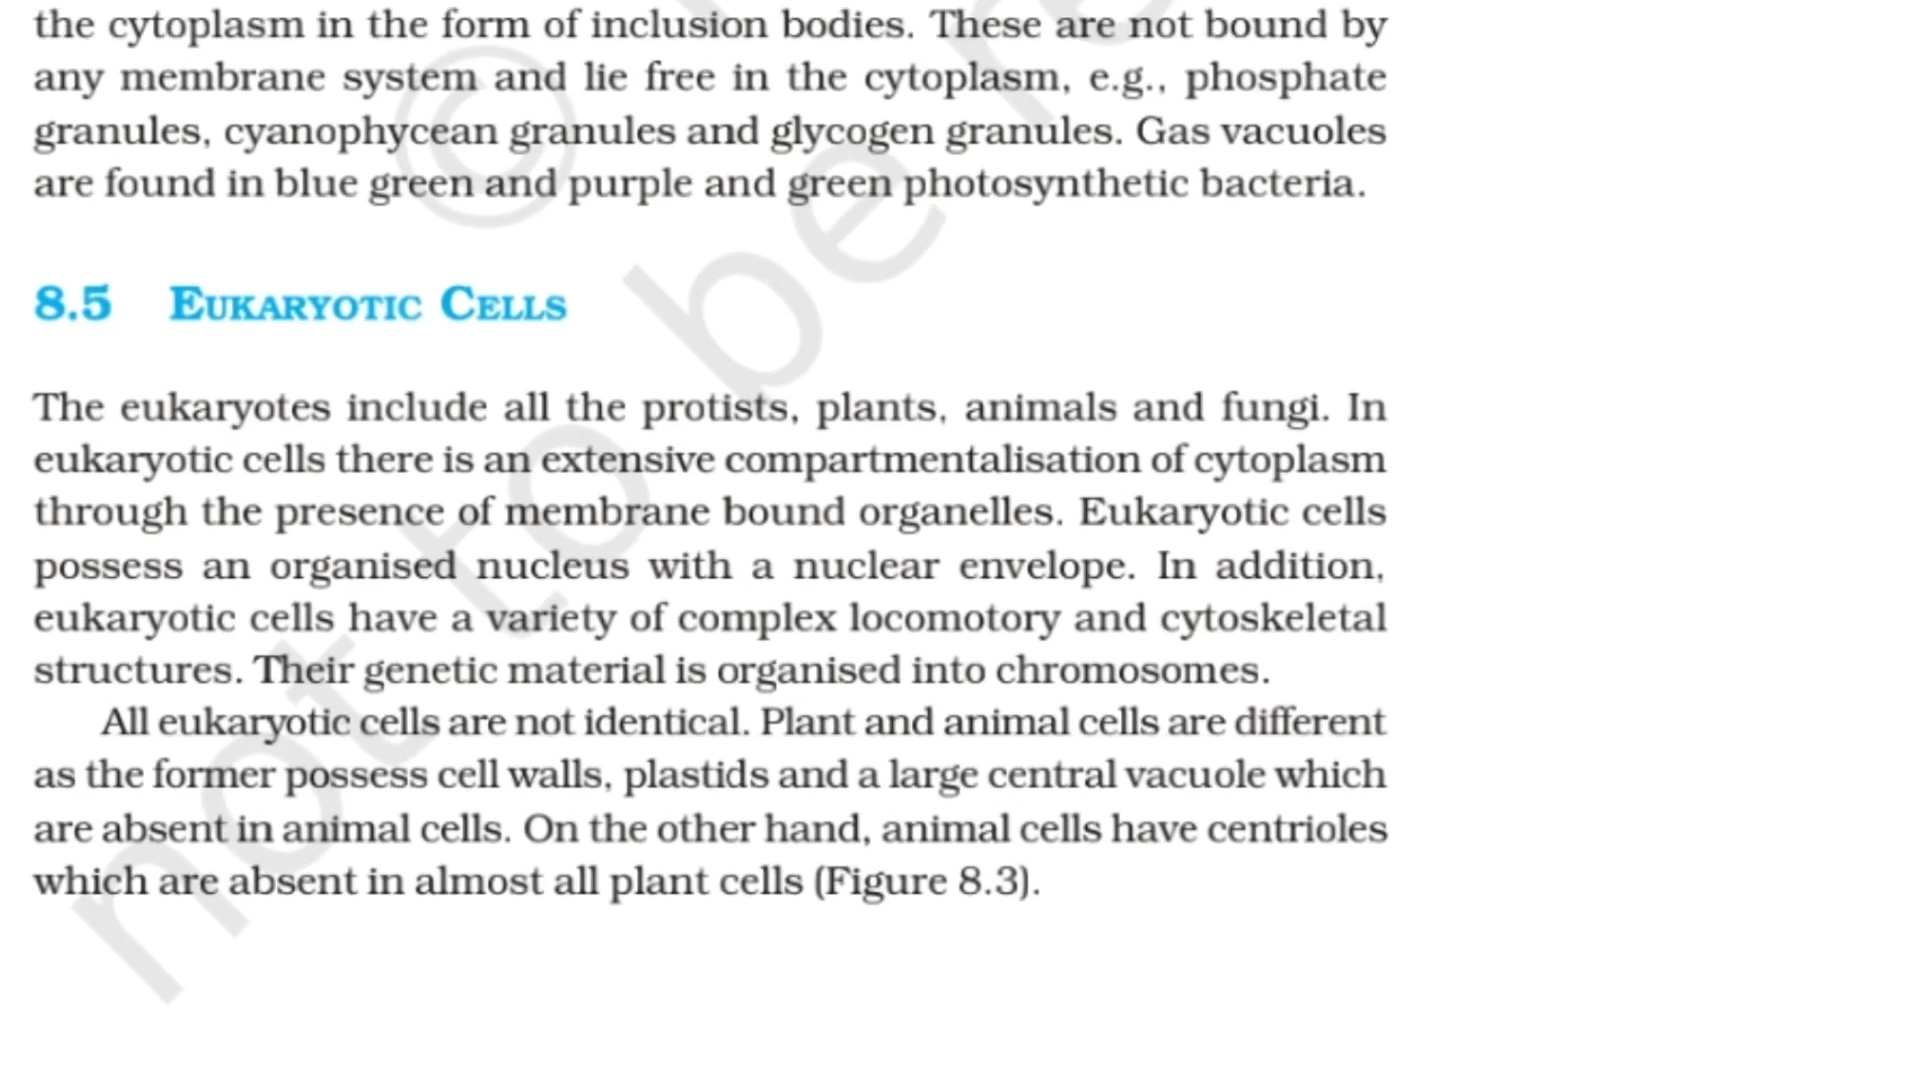 the cytoplasm in the form of inclusion bodies. These are not bound by
any membrane system and lie free in the cytoplasm, e.g., phosphate
granules, cyanophycean granules and glycogen granules. Gas vacuoles
are found in blue green and purple and green photosynthetic bacteria.
8.5 EUKARYOTIC CELLS
The eukaryotes include all the protists, plants, animals and fungi. In
eukaryotic cells there is an extensive compartmentalisation of cytoplasm
through the presence of membrane bound organelles. Eukaryotic cells
possess an organised nucleus with a nuclear envelope. In addition,
eukaryotic cells have a variety of complex locomotory and cytoskeletal
structures. Their genetic material is organised into chromosomes.
All eukaryotic cells are not identical. Plant and animal cells are different
as the former possess cell walls, plastids and a large central vacuole which
are absent in animal cells. On the other hand, animal cells have centrioles
which are absent in almost all plant cells (Figure 8.3).
©
not to be re